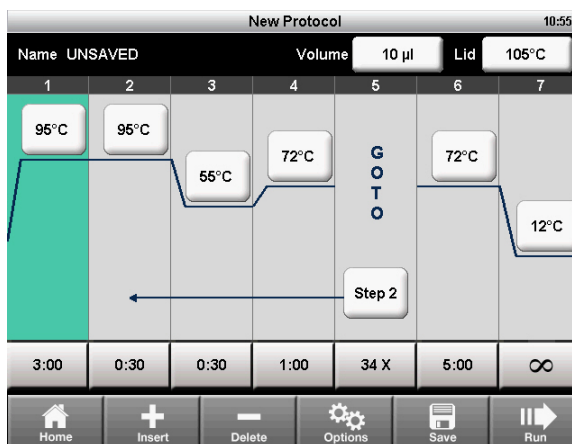 New Protocol 10:55
Name UNSAVED Volume 10 µl Lid 105°C
1 2 3 4 5 6 7
95°C 95°C 55°C 72°C GOTO 72°C 12°C
Step 2
3:00 0:30 0:30 1:00 34 X 5:00 ∞
Home Insert Delete Options Save Run